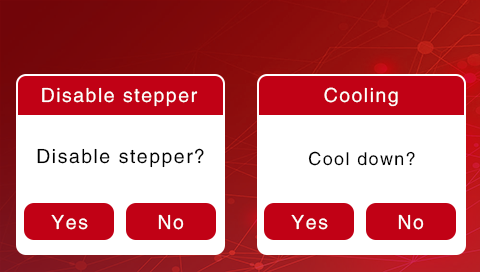 Disable stepper
Disable stepper?
Yes No
Cooling
Cool down?
Yes No